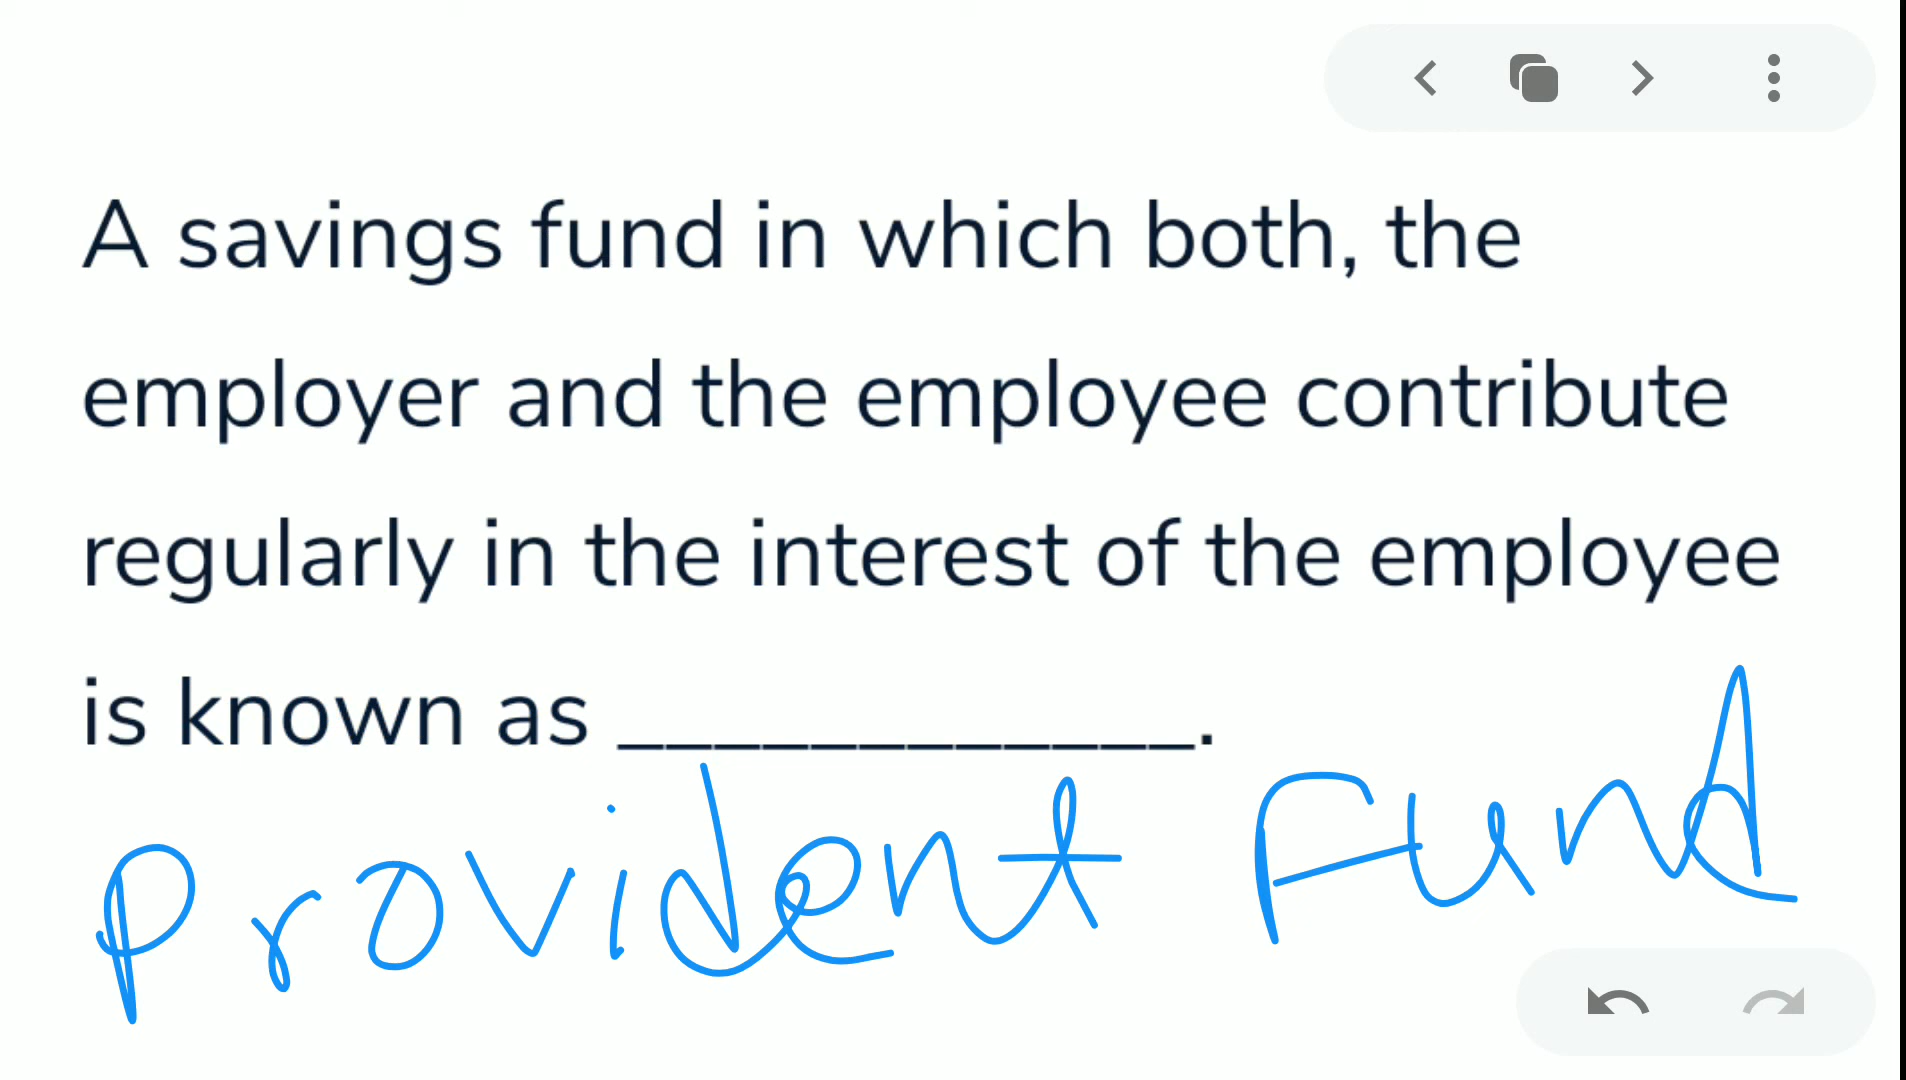 A savings fund in which both, the
employer and the employee contribute
regularly in the interest of the employee
is known as ____________.
Provident Fund